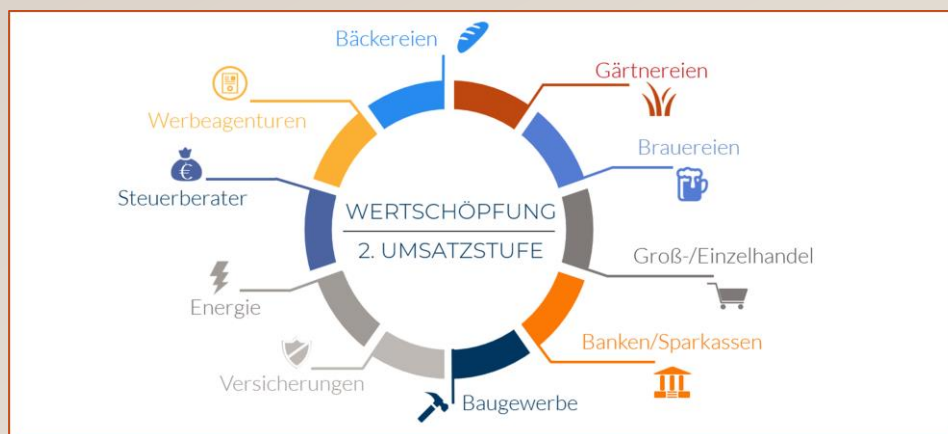 Bäckereien
Gärtnereien
Werbeagenturen
Brauereien
Steuerberater
WERTSCHÖPFUNG
2. UMSATZSTUFE
Groß-/Einzelhandel
Energie
Banken/Sparkassen
Versicherungen
Baugewerbe
€